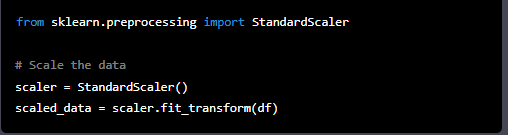 from sklearn.preprocessing import StandardScaler
# Scale the data
scaler = StandardScaler()
scaled_data = scaler.fit_transform(df)